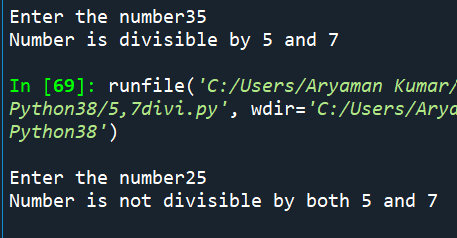 Enter the number35
Number is divisible by 5 and 7
In [69]: runfile('C:/Users/Aryaman Kumar/
Python38/5,7divi.py', wdir='C:/Users/Arya
Python38')
Enter the number25
Number is not divisible by both 5 and 7